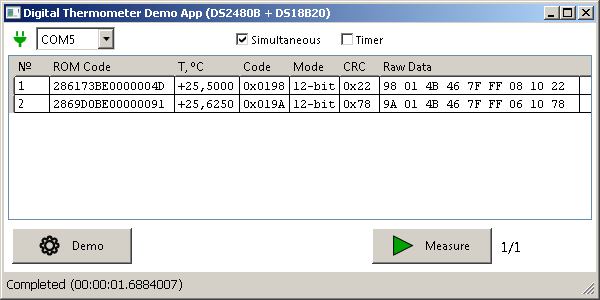 Digital Thermometer Demo App (DS2480B + DS18B20)
COM5 Simultaneous Timer
№ ROM Code T, °C Code Mode CRC Raw Data
1 286173BE0000004D +25,5000 0x0198 12-bit 0x22 98 01 4B 46 7F FF 08 10 22
2 2869D0BE00000091 +25,6250 0x019A 12-bit 0x78 9A 01 4B 46 7F FF 06 10 78
Demo Measure 1/1
Completed (00:00:01.6884007)